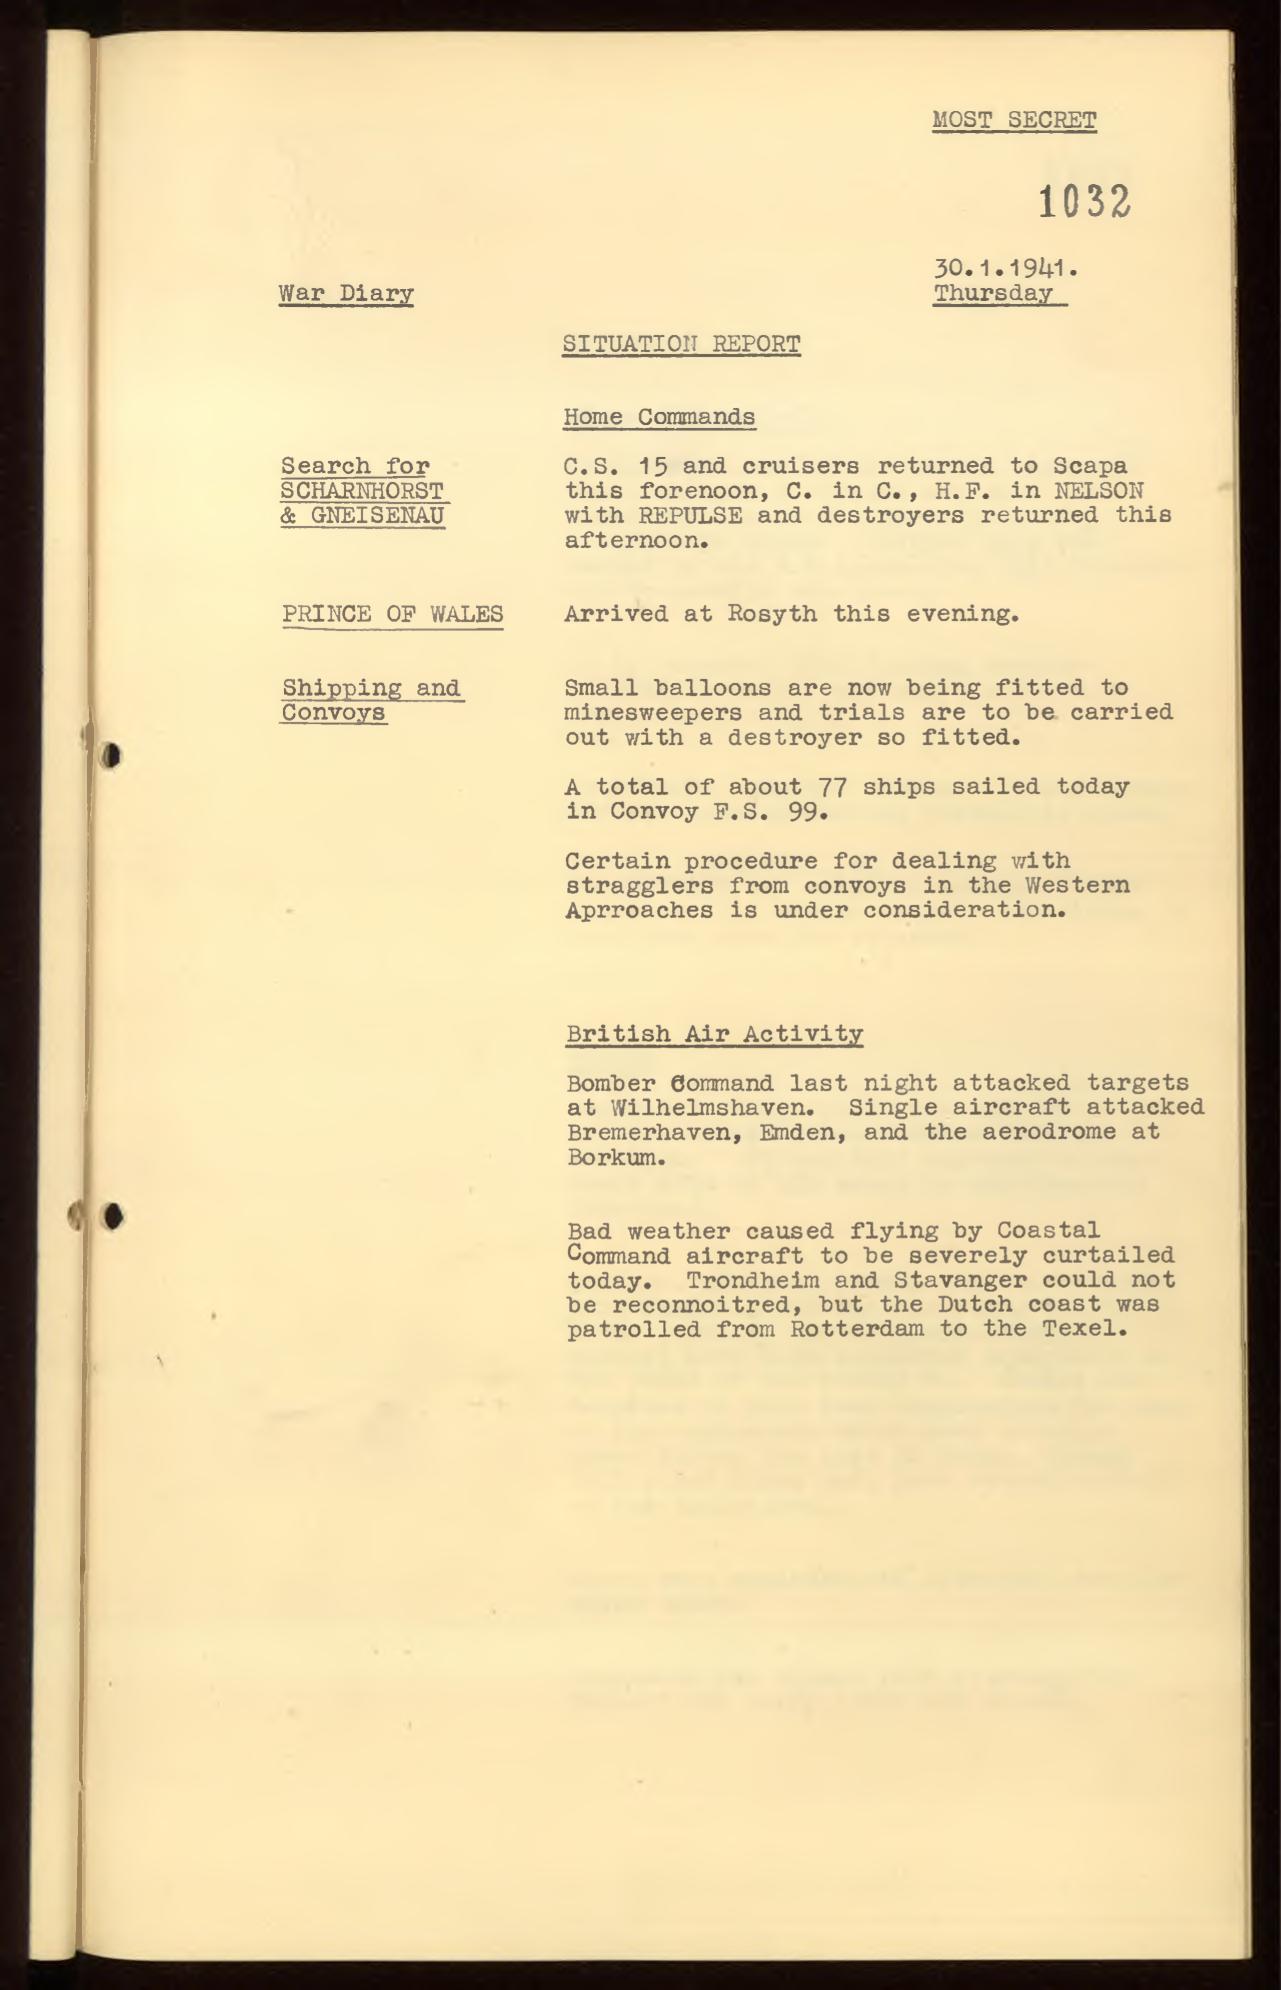 MOST SECRET
1032
30.1.1941.
War Diary
Thursday
SITUATION REPORT
Home Commands
Search for
SCHARNHORST
& GNEISENAU
C.S. 15 and cruisers returned to Scapa
this forenoon, C. in C., H.F. in NELSON
with REPULSE and destroyers returned this
afternoon.
PRINCE OF WALES
Arrived at Rosyth this evening.
Shipping and
Convoys
Small balloons are now being fitted to
minesweepers and trials are to be carried
out with a destroyer so fitted.
A total of about 77 ships sailed today
in Convoy F.S. 99.
Certain procedure for dealing with
stragglers from convoys in the Western
Aprroaches is under consideration.
British Air Activity
Bomber Command last night attacked targets
at Wilhelmshaven. Single aircraft attacked
Bremerhaven, Emden, and the aerodrome at
Borkum.
Bad weather caused flying by Coastal
Command aircraft to be severely curtailed
today. Trondheim and Stavanger could not
be reconnoitred, but the Dutch coast was
patrolled from Rotterdam to the Texel.